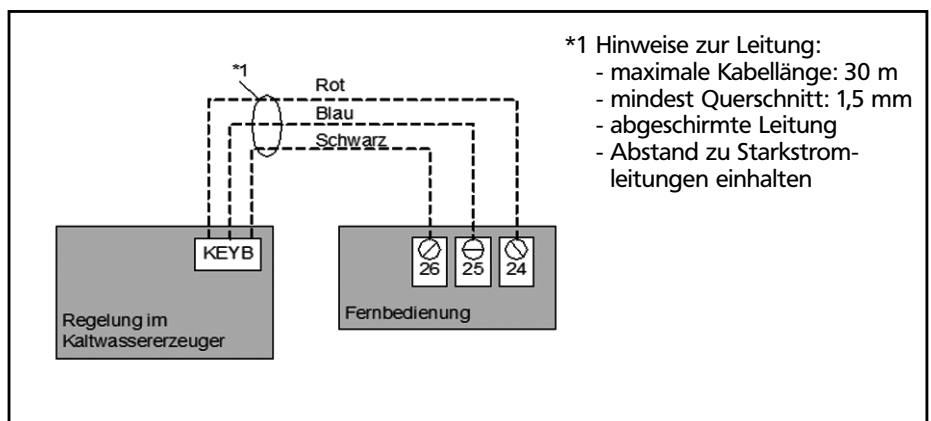 *1 Hinweise zur Leitung:
- maximale Kabellänge: 30 m
- mindest Querschnitt: 1,5 mm
- abgeschirmte Leitung
- Abstand zu Starkstrom-
leitungen einhalten
*1
Rot
Blau
Schwarz
KEYB
26 25 24
Regelung im
Kaltwassererzeuger
Fernbedienung